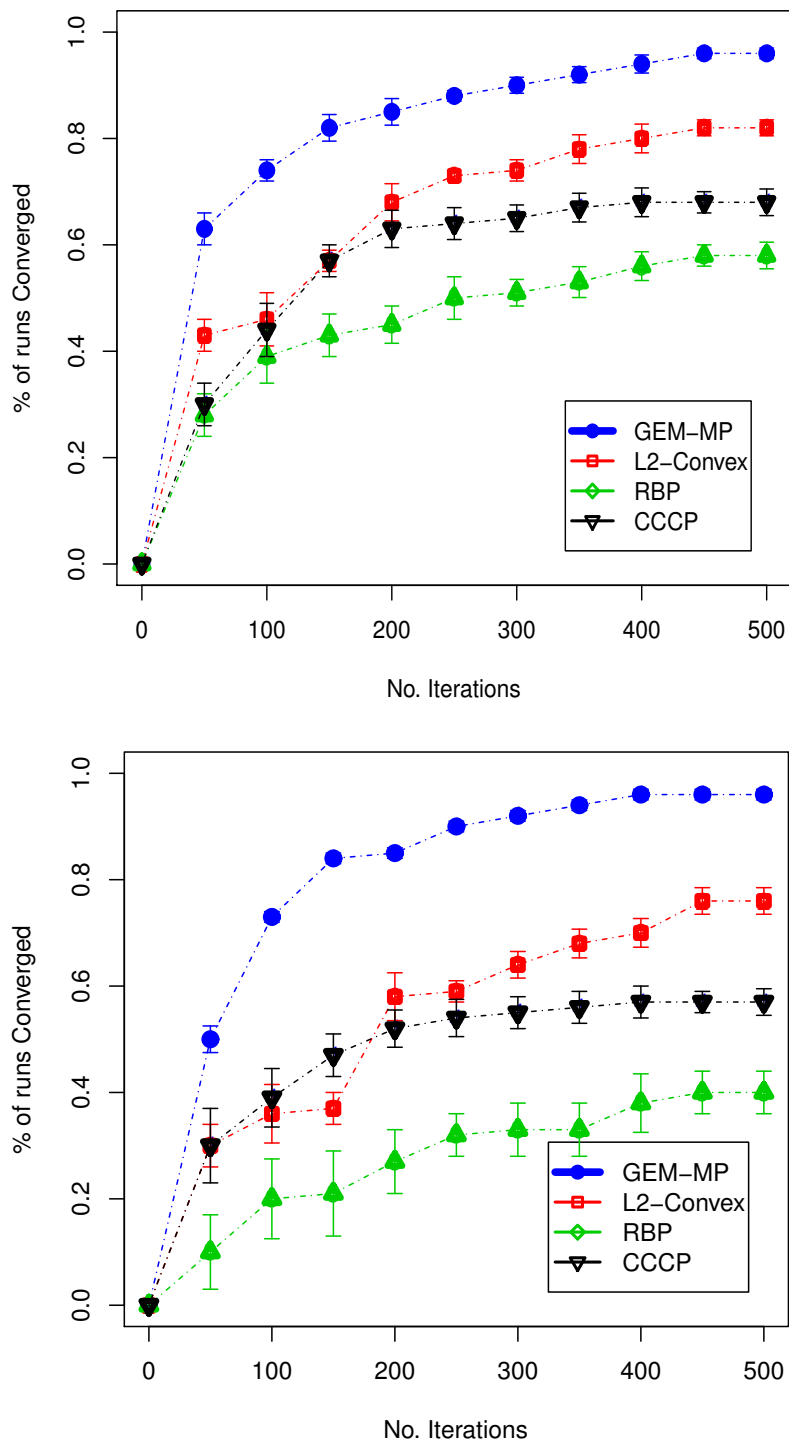 % of runs Converged
1.0
0.8
0.6
0.4
0.2
0.0
GEM-MP
L2-Convex
RBP
CCCP
0 100 200 300 400 500
No. Iterations
% of runs Converged
1.0
0.8
0.6
0.4
0.2
0.0
GEM-MP
L2-Convex
RBP
CCCP
0 100 200 300 400 500
No. Iterations